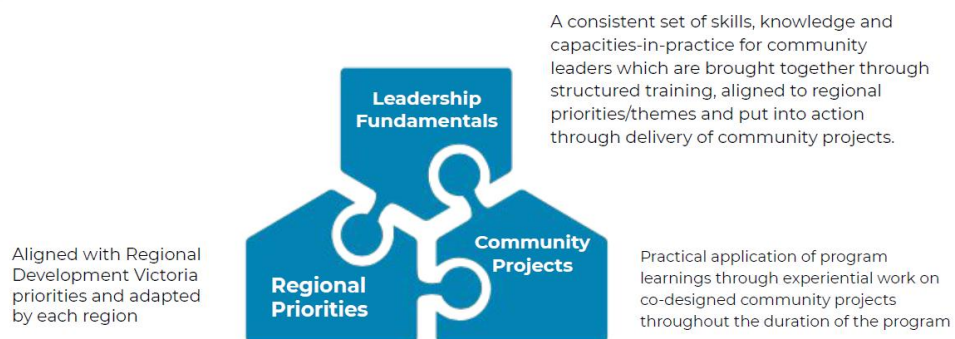 A consistent set of skills, knowledge and
capacities-in-practice for community
leaders which are brought together through
structured training, aligned to regional
priorities/themes and put into action
through delivery of community projects.
Leadership
Fundamentals
Aligned with Regional
Development Victoria
priorities and adapted
by each region
Regional
Priorities
Community
Projects
Practical application of program
learnings through experiential work on
co-designed community projects
throughout the duration of the program